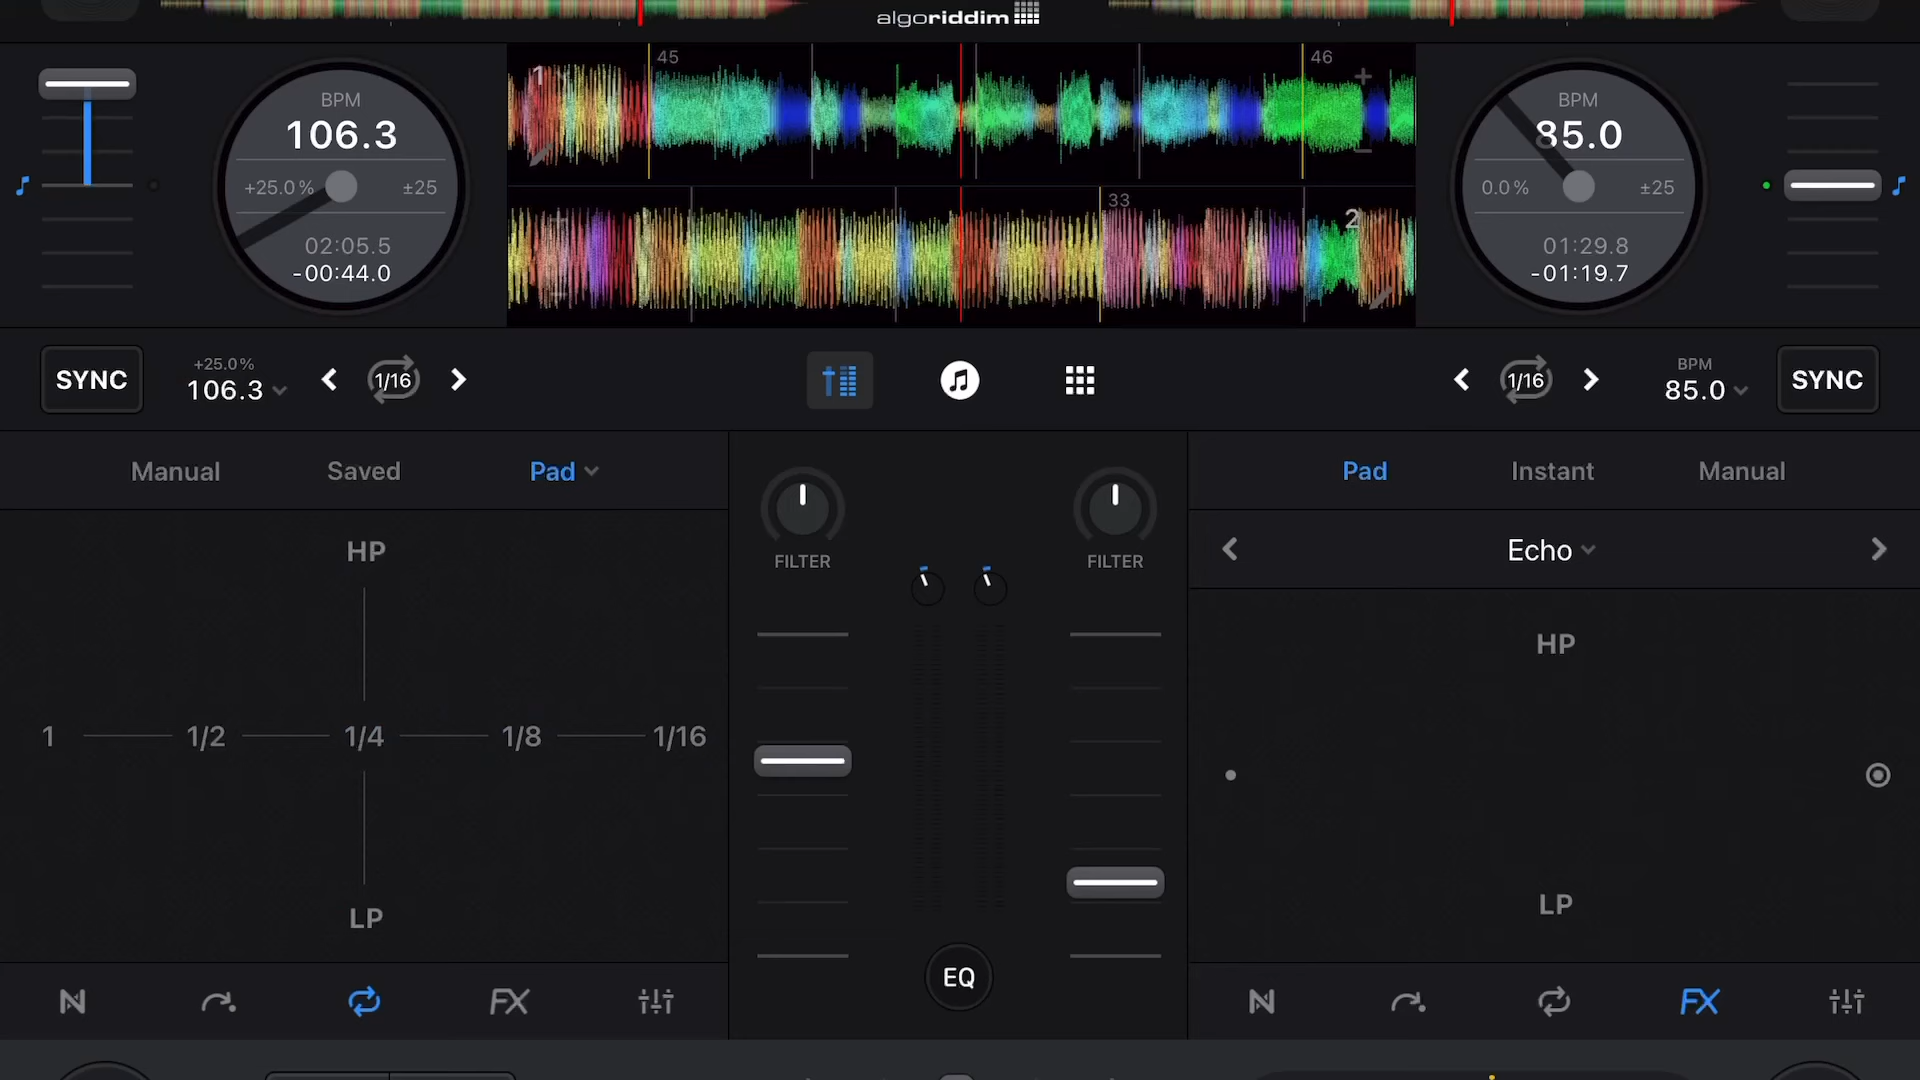 algoriddim
BPM
106.3
+25.0%
±25
02:05.5
-00:44.0
1
45
46
33
2
BPM
85.0
0.0%
±25
01:29.8
-01:19.7
SYNC
+25.0%
106.3
1/16
1/16
BPM
85.0
SYNC
Manual
Saved
Pad
HP
1
1/2
1/4
1/8
1/16
LP
FX
FILTER
FILTER
EQ
Pad
Instant
Manual
Echo
HP
LP
FX